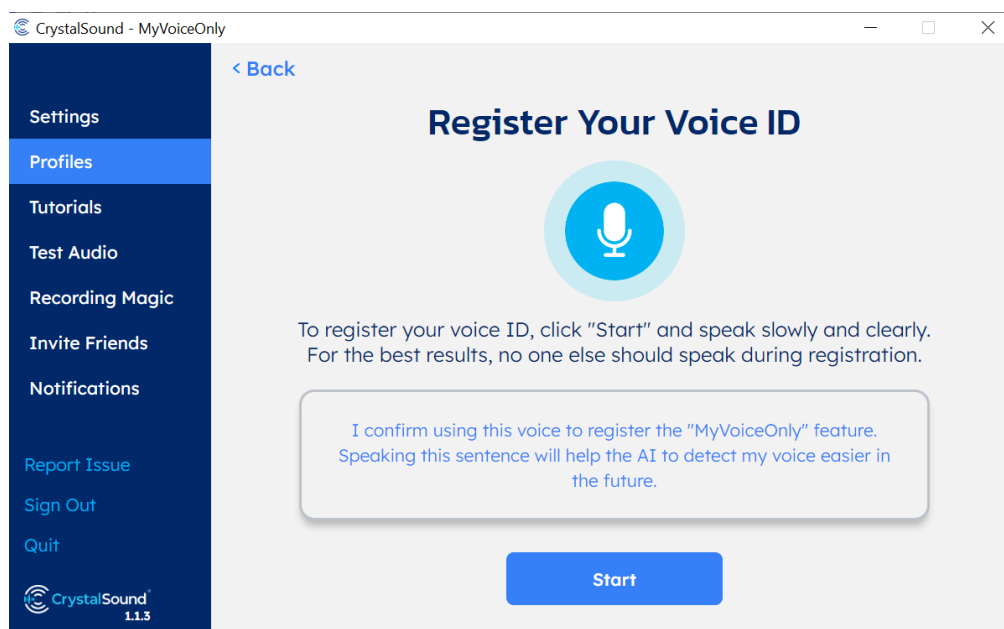 CrystalSound - MyVoiceOnly
< Back
Settings
Profiles
Tutorials
Test Audio
Recording Magic
Invite Friends
Notifications
Report Issue
Sign Out
Quit
CrystalSound
1.1.3
Register Your Voice ID
To register your voice ID, click "Start" and speak slowly and clearly.
For the best results, no one else should speak during registration.
I confirm using this voice to register the "MyVoiceOnly" feature.
Speaking this sentence will help the AI to detect my voice easier in
the future.
Start